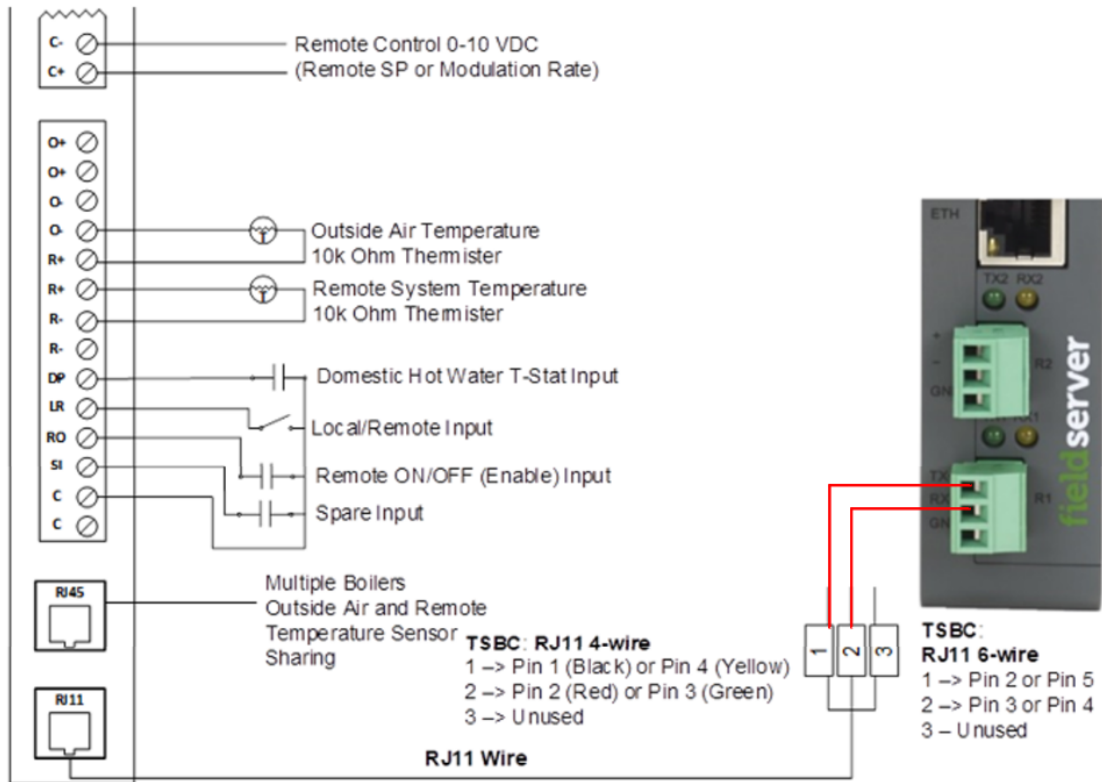 C-
Remote Control 0-10 VDC
C+
(Remote SP or Modulation Rate)
O+
O+
O-
O-
Outside Air Temperature
R+
10k Ohm Thermister
R+
Remote System Temperature
R-
10k Ohm Thermister
R-
DP
Domestic Hot Water T-Stat Input
LR
Local/Remote Input
RO
Remote ON/OFF (Enable) Input
SI
Spare Input
C
C
RJ45
Multiple Boilers
Outside Air and Remote
Temperature Sensor
Sharing
RJ11
TSBC: RJ11 4-wire
1 –> Pin 1 (Black) or Pin 4 (Yellow)
2 –> Pin 2 (Red) or Pin 3 (Green)
3 –> Unused
RJ11 Wire
1
2
3
ETH
TX2 RX2
+
-
GN
R2
TX
RX
GN
R1
fieldserver
TSBC:
RJ11 6-wire
1 –> Pin 2 or Pin 5
2 –> Pin 3 or Pin 4
3 – Unused